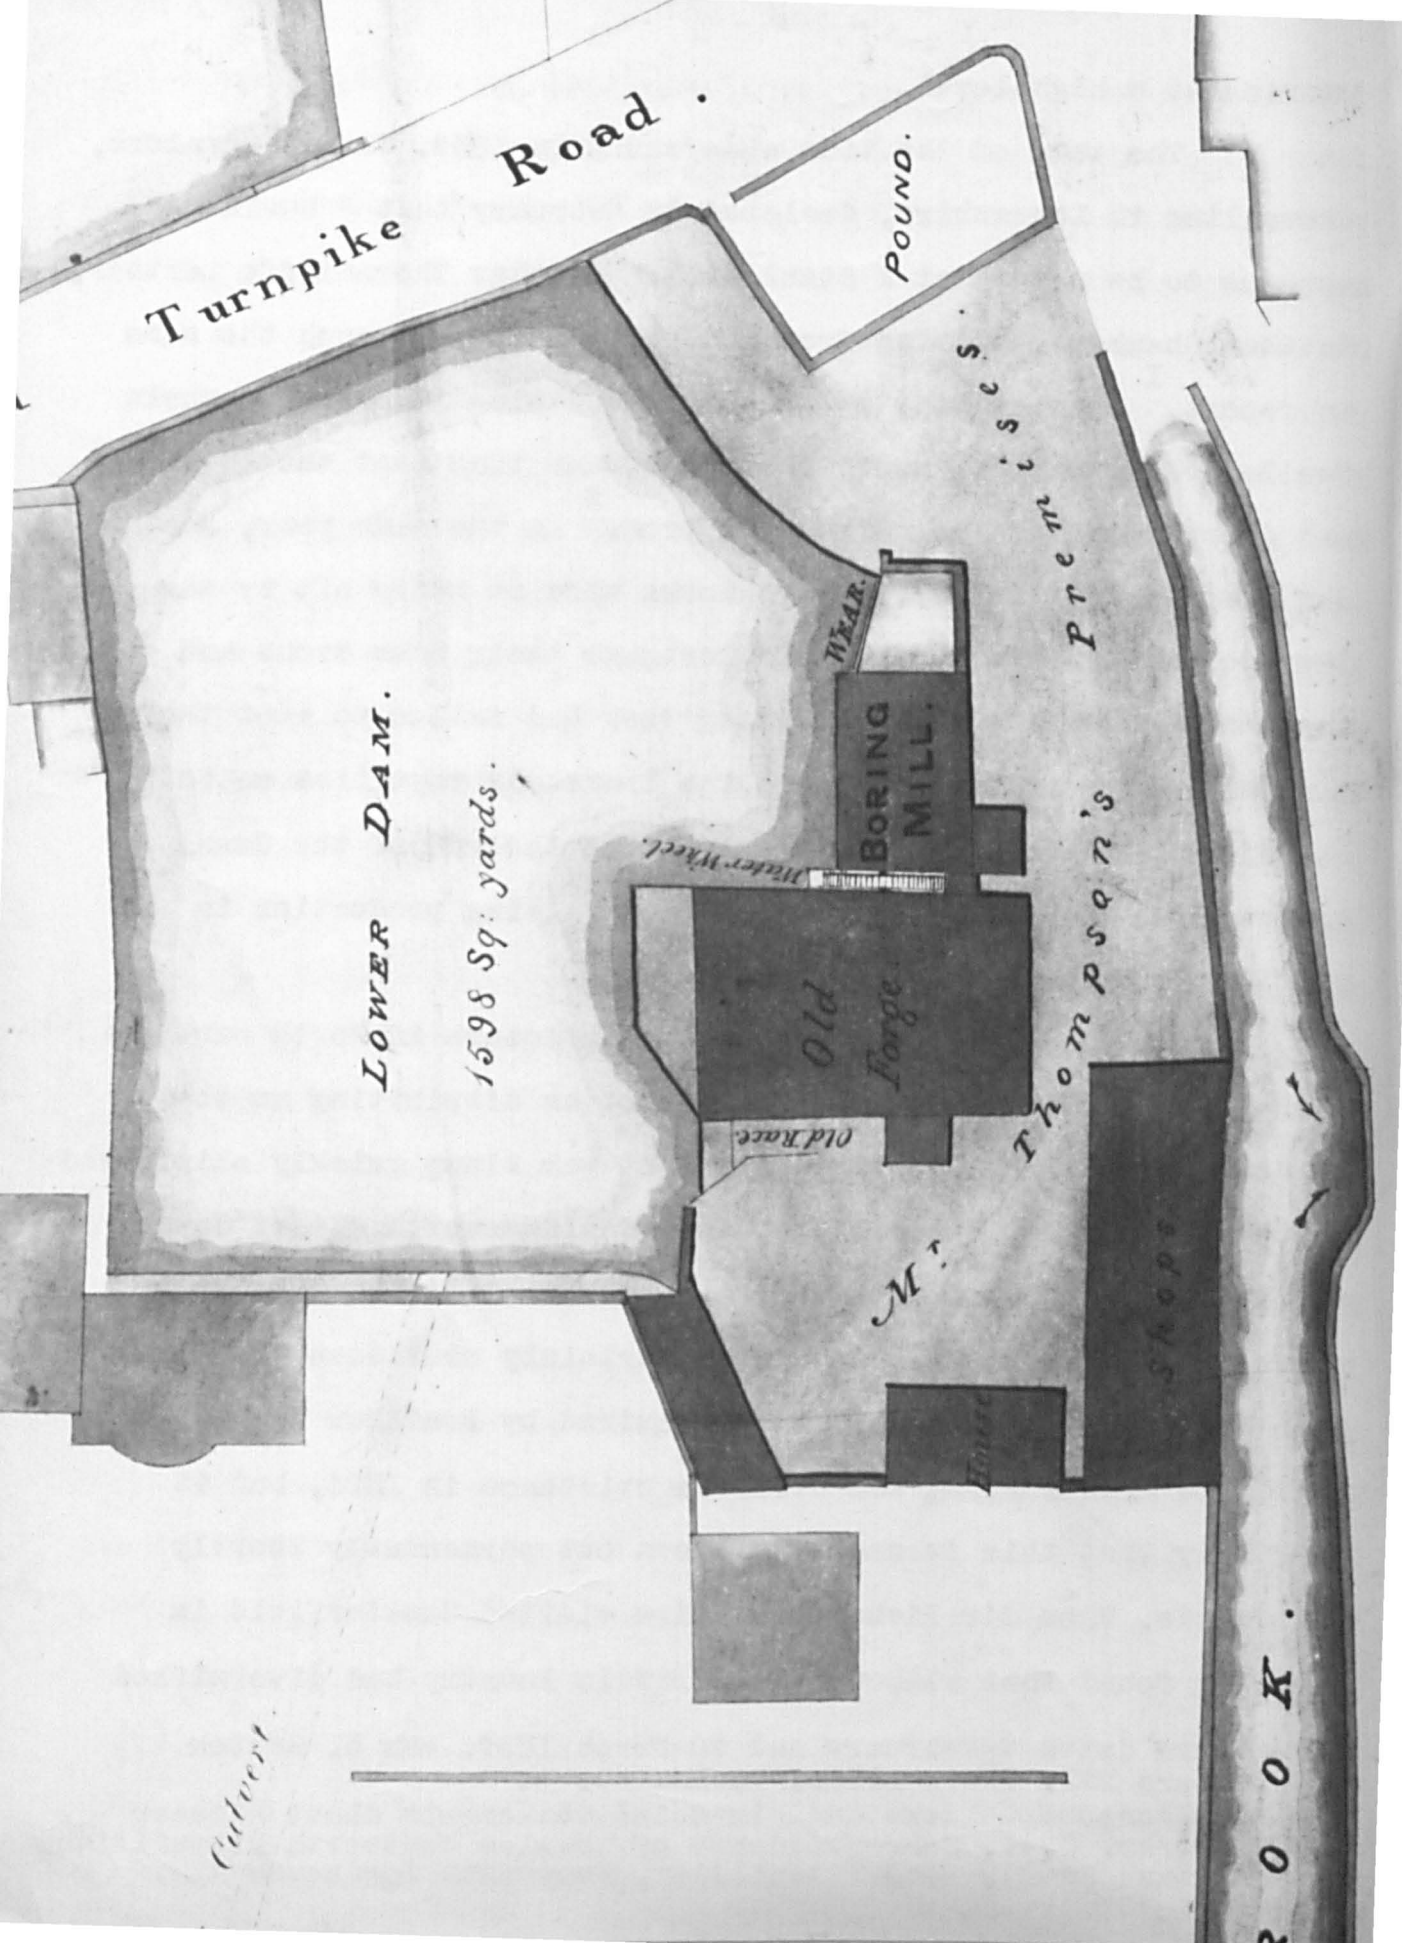 Turnpike Road.
POUND.
Mr. Thompson's Premises.
WEAR.
LOWER DAM.
1598 Sq yards.
BORING
MILL.
Water Wheel.
Old
Forge
Old Race.
Shops
House
Culvert.
ROOK.